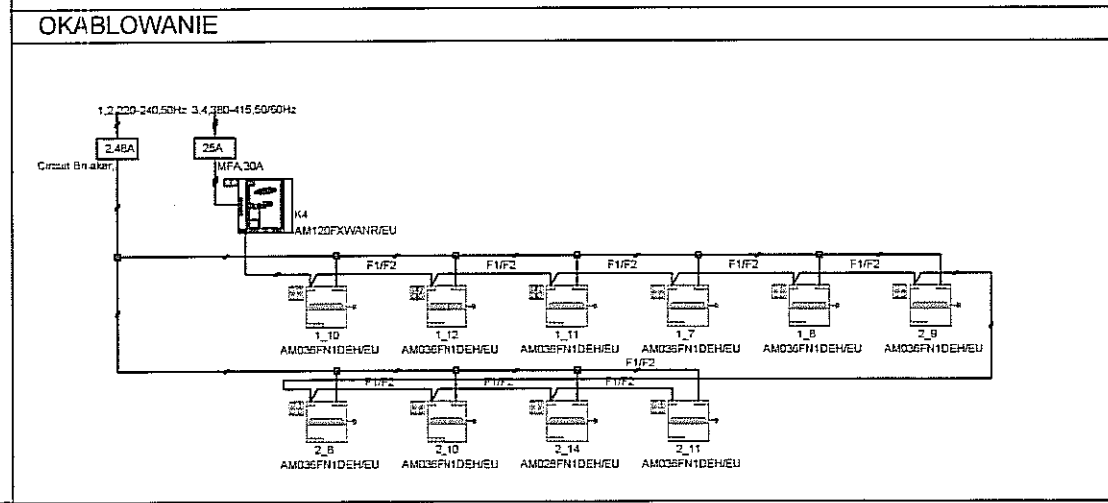 OKABLOWANIE
1,2,220-240,50Hz 3,4,380-415,50/60Hz
2,48A 25A
Circuit Breaker, MFA,30A
K4
AM120FXWANR/EU
F1/F2 F1/F2 F1/F2 F1/F2 F1/F2
1_10 1_12 1_11 1_7 1_8 2_9
AM036FN1DEH/EU AM036FN1DEH/EU AM028FN1DEH/EU AM036FN1DEH/EU AM036FN1DEH/EU AM036FN1DEH/EU
F1/F2
F1/F2 F1/F2 F1/F2
2_8 2_10 2_14 2_11
AM036FN1DEH/EU AM036FN1DEH/EU AM028FN1DEH/EU AM036FN1DEH/EU